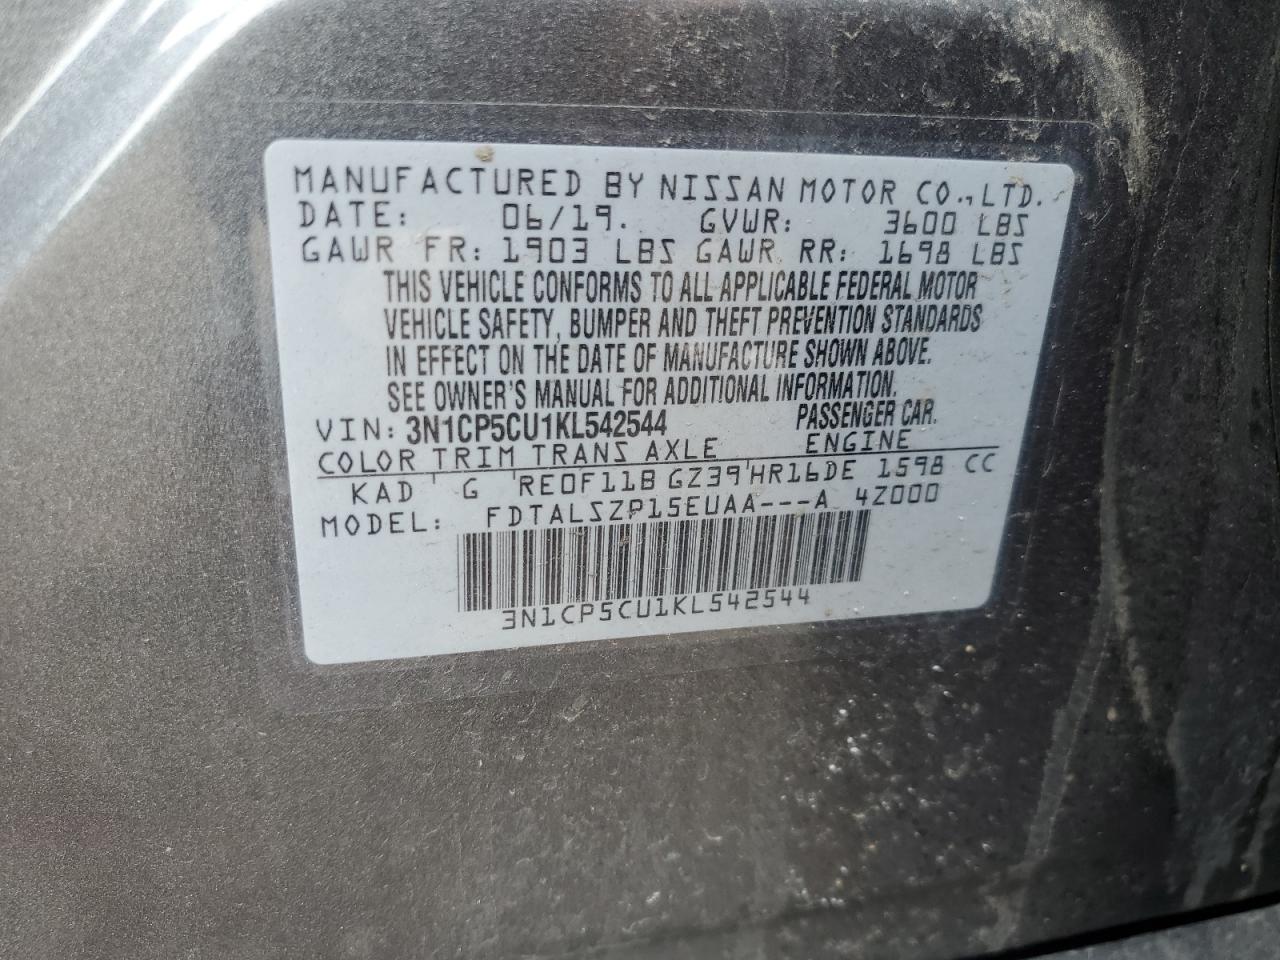 MANUFACTURED BY NISSAN MOTOR CO.,LTD.
DATE: 06/19. GVWR: 3600 LBS
GAWR FR: 1903 LBS GAWR RR: 1698 LBS
THIS VEHICLE CONFORMS TO ALL APPLICABLE FEDERAL MOTOR
VEHICLE SAFETY, BUMPER AND THEFT PREVENTION STANDARDS
IN EFFECT ON THE DATE OF MANUFACTURE SHOWN ABOVE.
SEE OWNER'S MANUAL FOR ADDITIONAL INFORMATION.
VIN: 3N1CP5CU1KL542544 PASSENGER CAR.
COLOR TRIM TRANS AXLE ENGINE
KAD G RE0F11B GZ39 HR16DE 1598 CC
MODEL: FDTALSZP15EUAA---A 4Z000
3N1CP5CU1KL542544